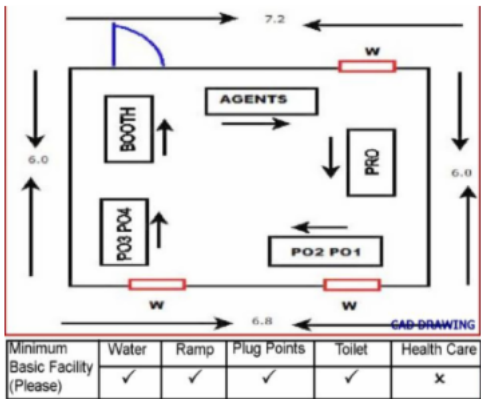 7.2
W
AGENTS
BOOTH
PRO
6.0
6.0
PO3 PO4
PO2 PO1
W
W
6.8
CAD DRAWING
Minimum Basic Facility (Please)
Water
Ramp
Plug Points
Toilet
Health Care
✓
✓
✓
✓
x